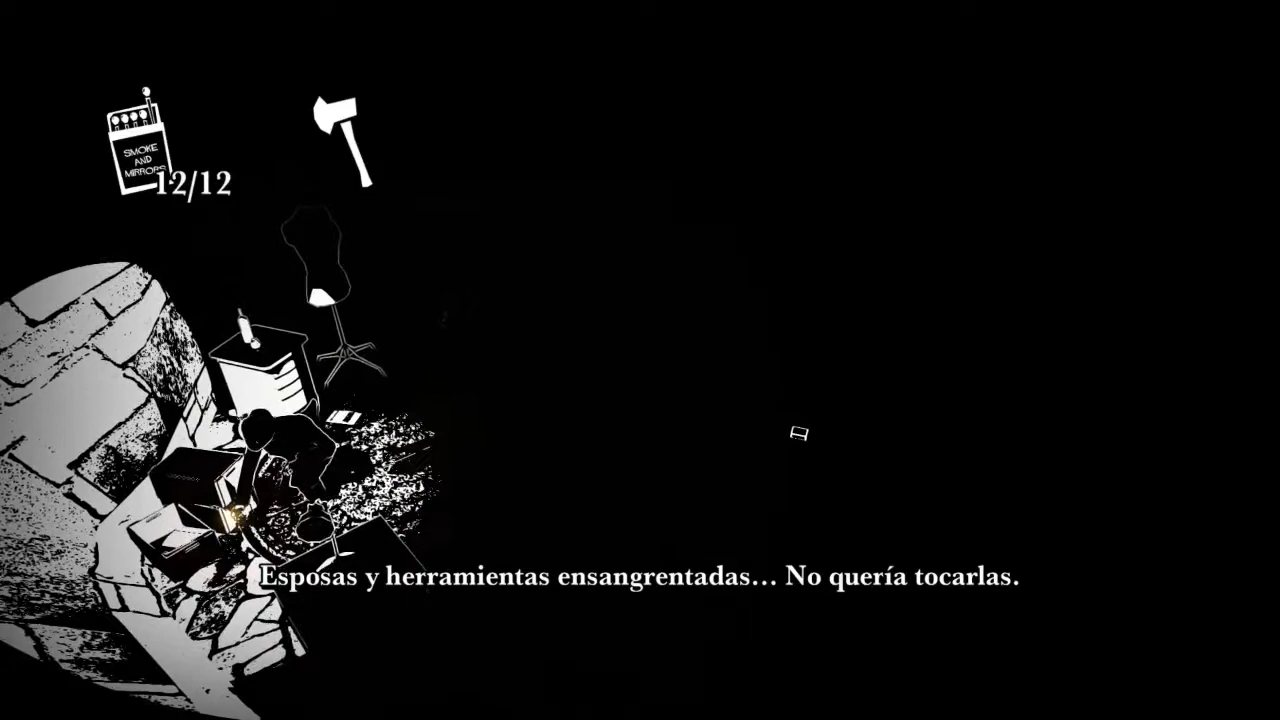 SMOKE
AND
MIRRORS
12/12
Esposas y herramientas ensangrentadas... No quería tocarlas.